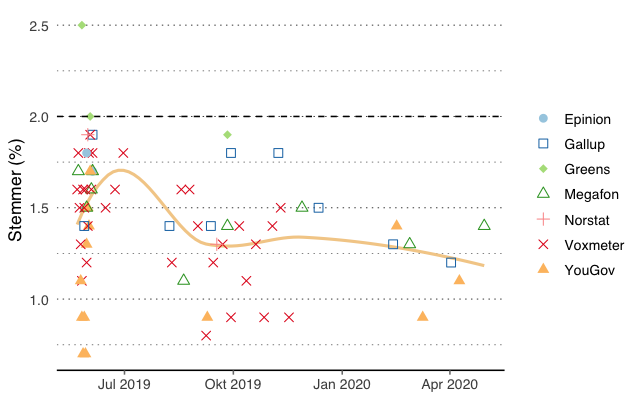 2.5
2.0
1.5
1.0
Stemmer (%)
Jul 2019
Okt 2019
Jan 2020
Apr 2020
Epinion
Gallup
Greens
Megafon
Norstat
Voxmeter
YouGov